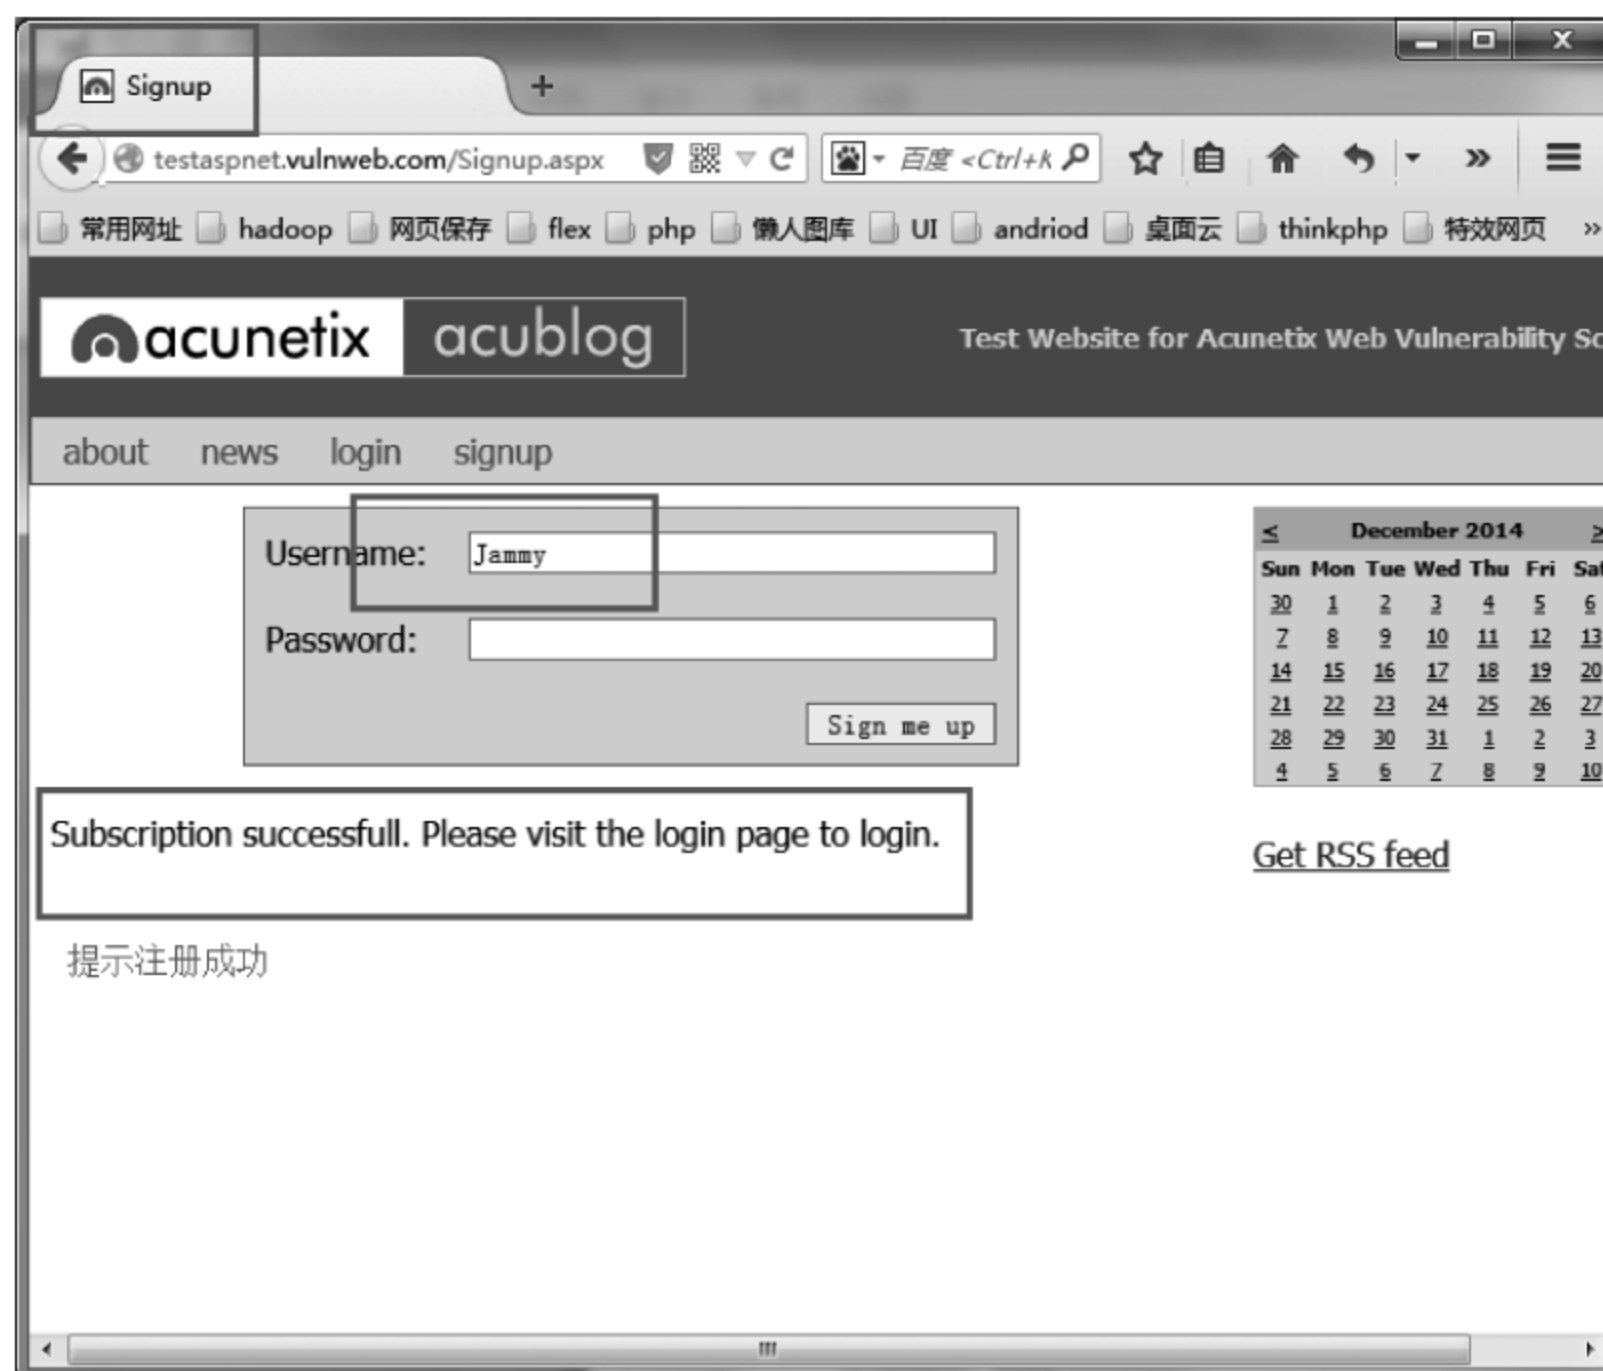 Signup
testaspnet.vulnweb.com/Signup.aspx
百度 <Ctrl+K
常用网址 hadoop 网页保存 flex php 懒人图库 UI andriod 桌面云 thinkphp 特效网页
acunetix acublog
Test Website for Acunetix Web Vulnerability Sc
about news login signup
Username: Jammy
Password:
Sign me up
< December 2014 >
Sun Mon Tue Wed Thu Fri Sat
30 1 2 3 4 5 6
7 8 9 10 11 12 13
14 15 16 17 18 19 20
21 22 23 24 25 26 27
28 29 30 31 1 2 3
4 5 6 7 8 9 10
Subscription successfull. Please visit the login page to login.
Get RSS feed
提示注册成功